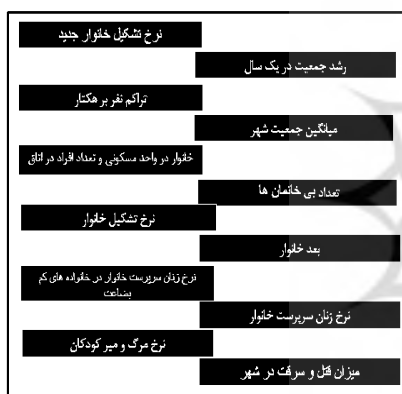 نرخ تشکیل خانوار جدید
رشد جمعیت در یک سال
تراکم نفر بر هکتار
میانگین جمعیت شهر
خانوار در واحد مسکونی و تعداد افراد در اتاق
تعداد بی خانمان ها
نرخ تشکیل خانوار
بعد خانوار
نرخ زنان سرپرست خانوار در خانواده های کم
بضاعت
نرخ زنان سرپرست خانوار
نرخ مرگ و میر کودکان
میزان قتل و سرقت در شهر